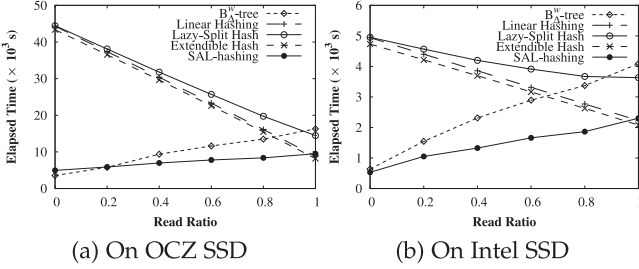 50
40
30
20
10
0
0 0.2 0.4 0.6 0.8 1
Elapsed Time (× 10³ s)
Read Ratio
B^W_Δ-tree
Linear Hashing
Lazy-Split Hash
Extendible Hash
SAL-hashing
(a) On OCZ SSD
6
5
4
3
2
1
0
0 0.2 0.4 0.6 0.8 1
Elapsed Time (× 10³ s)
Read Ratio
B^W_Δ-tree
Linear Hashing
Lazy-Split Hash
Extendible Hash
SAL-hashing
(b) On Intel SSD